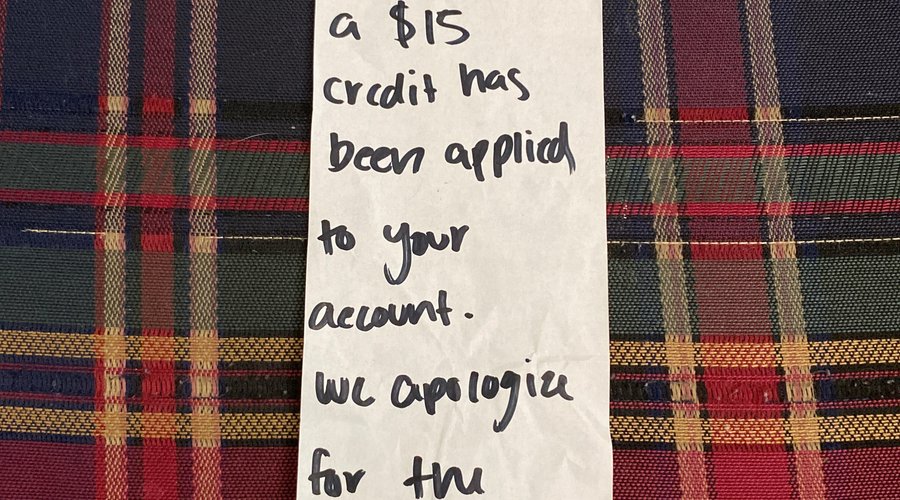 a $15
credit has
been applied
to your
account.
we apologize
for the